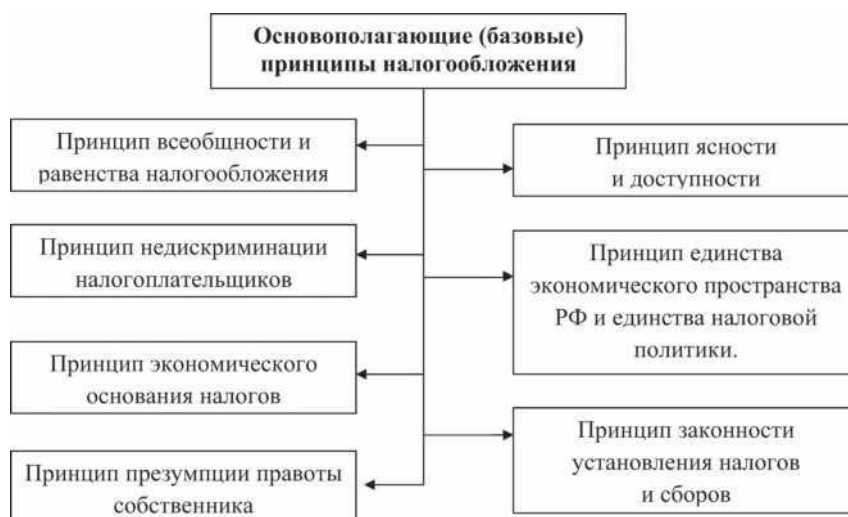 Основополагающие (базовые)
принципы налогообложения
Принцип всеобщности и
равенства налогообложения
Принцип недискриминации
налогоплательщиков
Принцип экономического
основания налогов
Принцип презумпции правоты
собственника
Принцип ясности
и доступности
Принцип единства
экономического пространства
РФ и единства налоговой
политики.
Принцип законности
установления налогов
и сборов